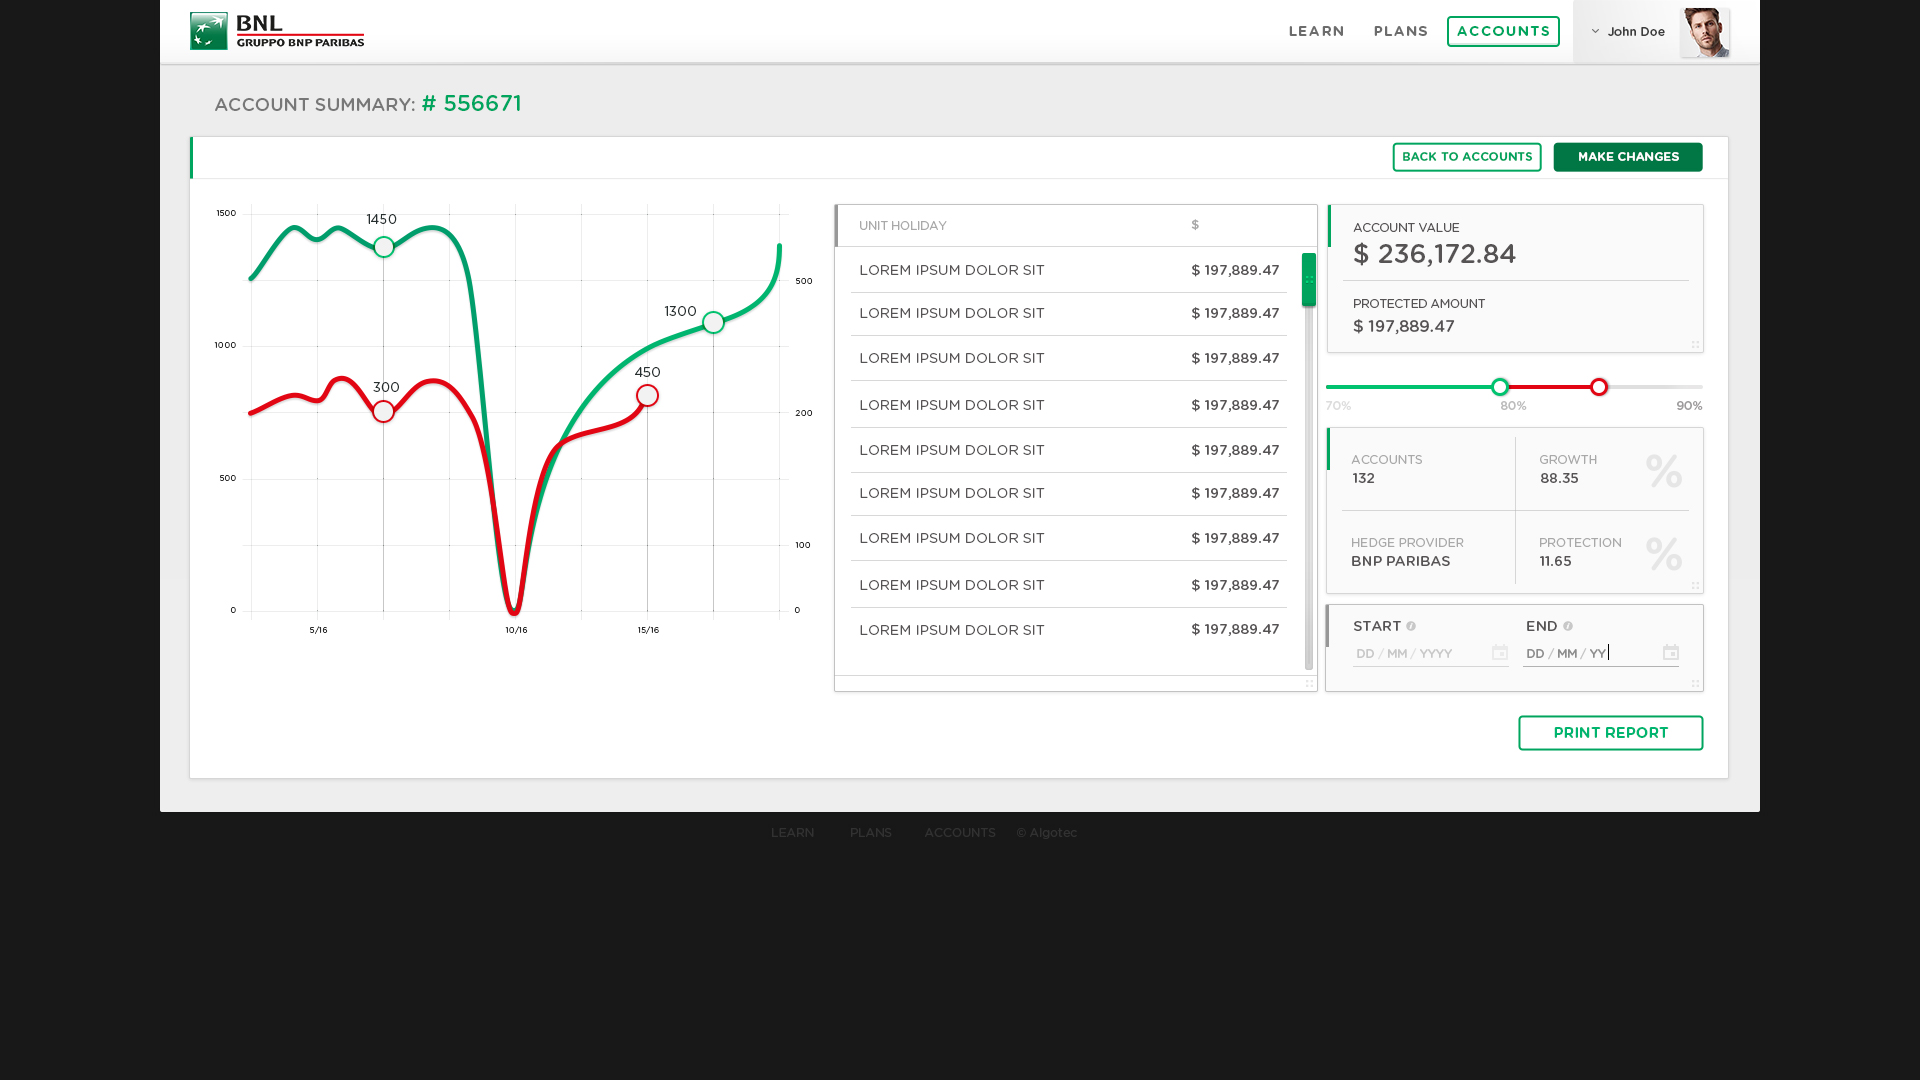 BNL
GRUPPO BNP PARIBAS
LEARN PLANS ACCOUNTS John Doe
ACCOUNT SUMMARY: # 556671
BACK TO ACCOUNTS MAKE CHANGES
1500
1000
500
0
1450
300
1300
450
500
200
100
0
5/16 10/16 15/16
UNIT HOLIDAY $
LOREM IPSUM DOLOR SIT $ 197,889.47
LOREM IPSUM DOLOR SIT $ 197,889.47
LOREM IPSUM DOLOR SIT $ 197,889.47
LOREM IPSUM DOLOR SIT $ 197,889.47
LOREM IPSUM DOLOR SIT $ 197,889.47
LOREM IPSUM DOLOR SIT $ 197,889.47
LOREM IPSUM DOLOR SIT $ 197,889.47
LOREM IPSUM DOLOR SIT $ 197,889.47
LOREM IPSUM DOLOR SIT $ 197,889.47
ACCOUNT VALUE
$ 236,172.84
PROTECTED AMOUNT
$ 197,889.47
70% 80% 90%
ACCOUNTS
132
GROWTH
88.35
%
HEDGE PROVIDER
BNP PARIBAS
PROTECTION
11.65
%
START END
DD / MM / YYYY DD / MM / YY
PRINT REPORT
LEARN PLANS ACCOUNTS © Algotec